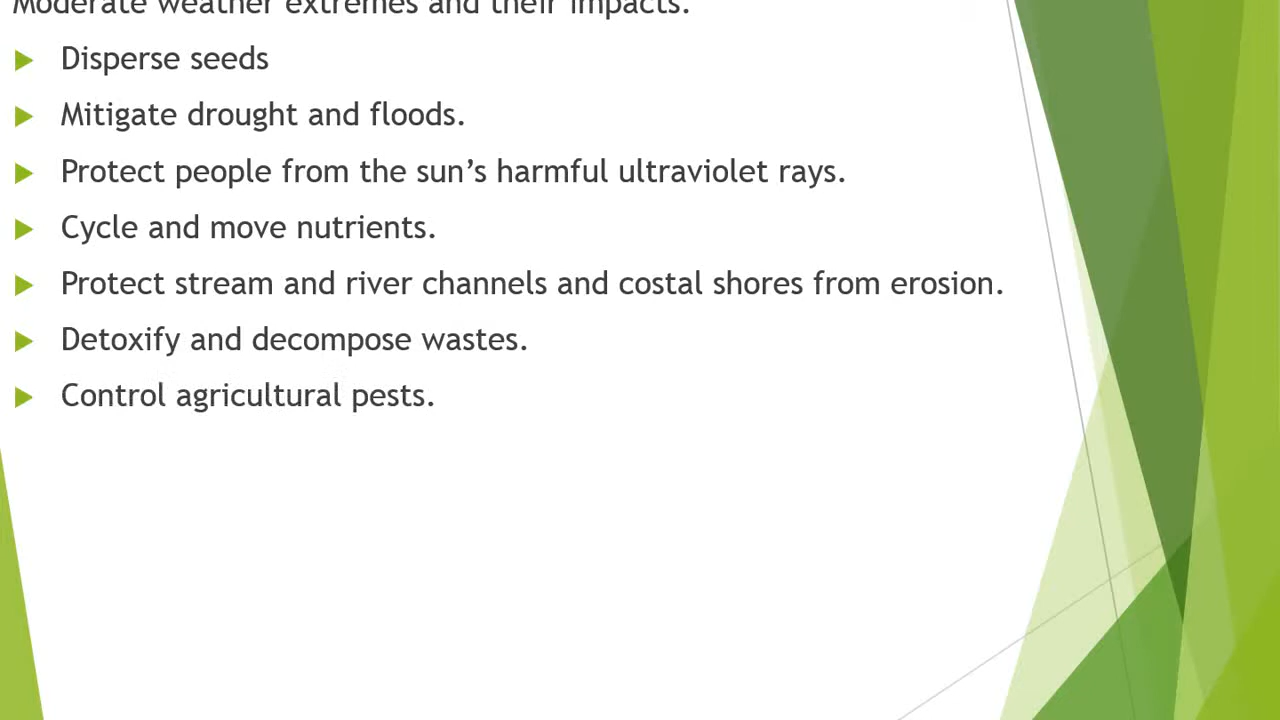 Moderate weather extremes and their impacts.
Disperse seeds
Mitigate drought and floods.
Protect people from the sun’s harmful ultraviolet rays.
Cycle and move nutrients.
Protect stream and river channels and costal shores from erosion.
Detoxify and decompose wastes.
Control agricultural pests.